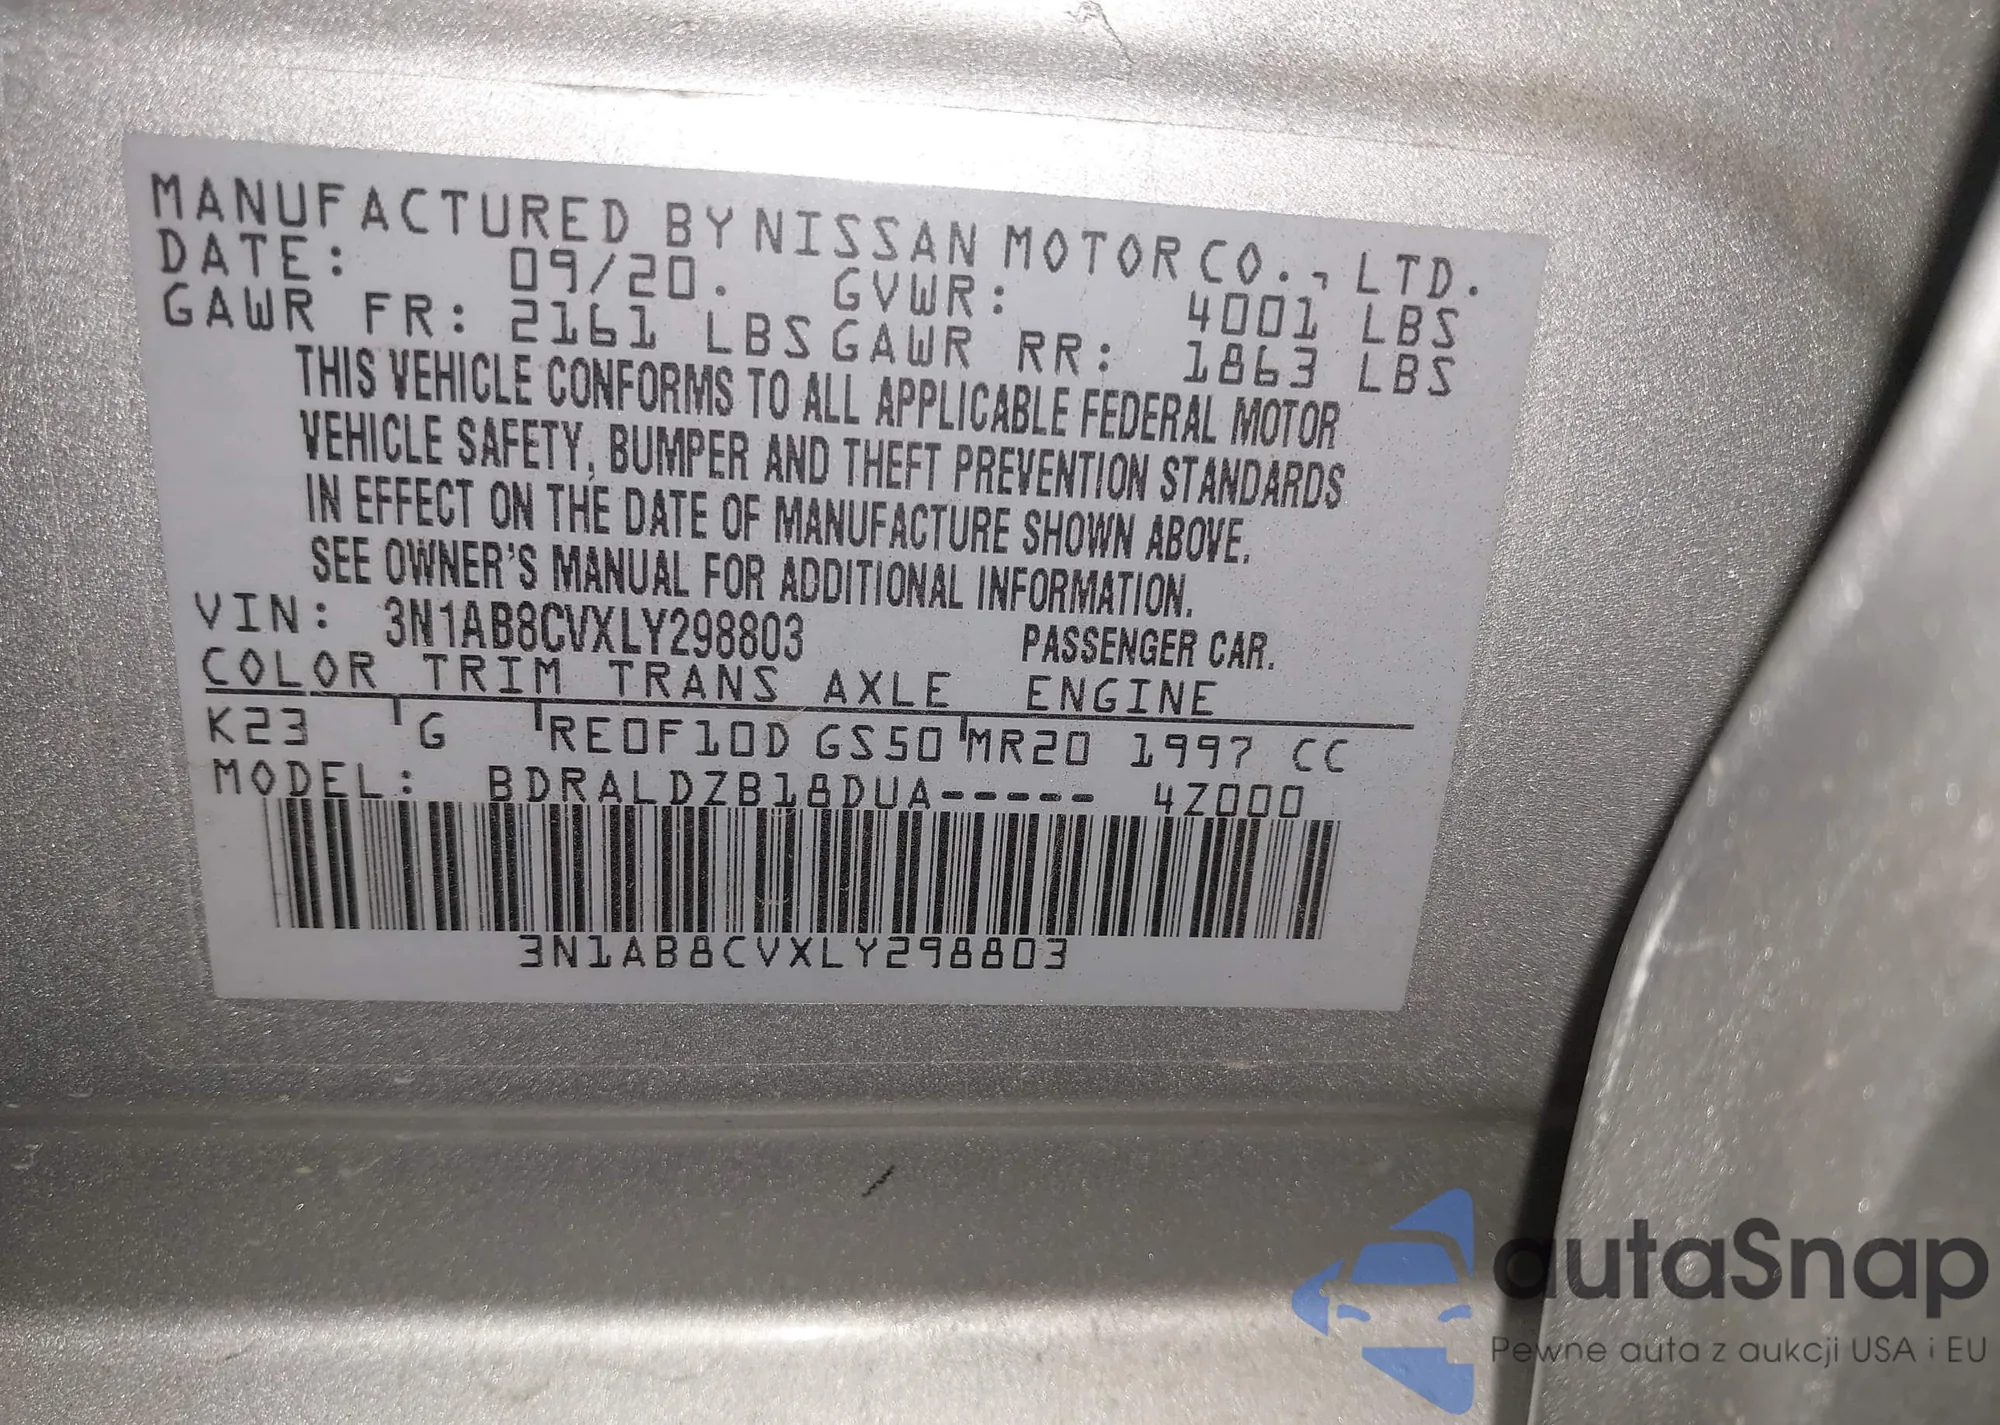 MANUFACTURED BY NISSAN MOTOR CO., LTD.
DATE: 09/20. GVWR: 4001 LBS
GAWR FR: 2161 LBS GAWR RR: 1863 LBS
THIS VEHICLE CONFORMS TO ALL APPLICABLE FEDERAL MOTOR
VEHICLE SAFETY, BUMPER AND THEFT PREVENTION STANDARDS
IN EFFECT ON THE DATE OF MANUFACTURE SHOWN ABOVE.
SEE OWNER'S MANUAL FOR ADDITIONAL INFORMATION.
VIN: 3N1AB8CVXLY298803 PASSENGER CAR.
COLOR TRIM TRANS AXLE ENGINE
K23 G RE0F10D GS50 MR20 1997 CC
MODEL: BDRALDZB18DUA----- 4Z000
3N1AB8CVXLY298803
autaSnap
Pewne auta z aukcji USA i EU